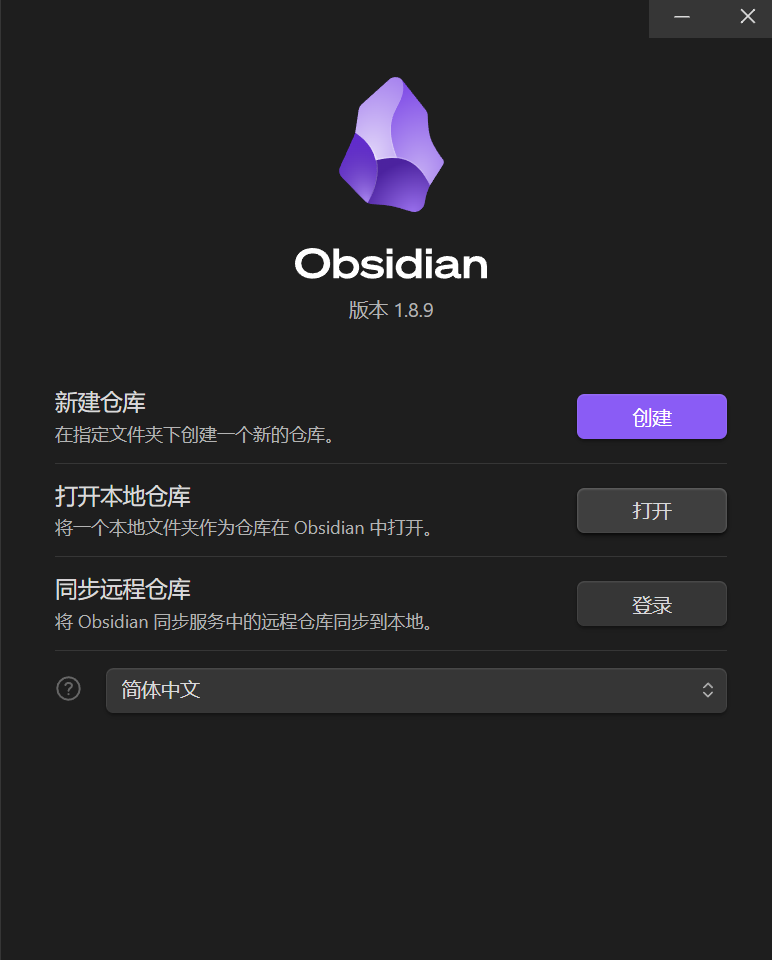 Obsidian
版本 1.8.9
新建仓库
在指定文件夹下创建一个新的仓库。
创建
打开本地仓库
将一个本地文件夹作为仓库在 Obsidian 中打开。
打开
同步远程仓库
将 Obsidian 同步服务中的远程仓库同步到本地。
登录
简体中文